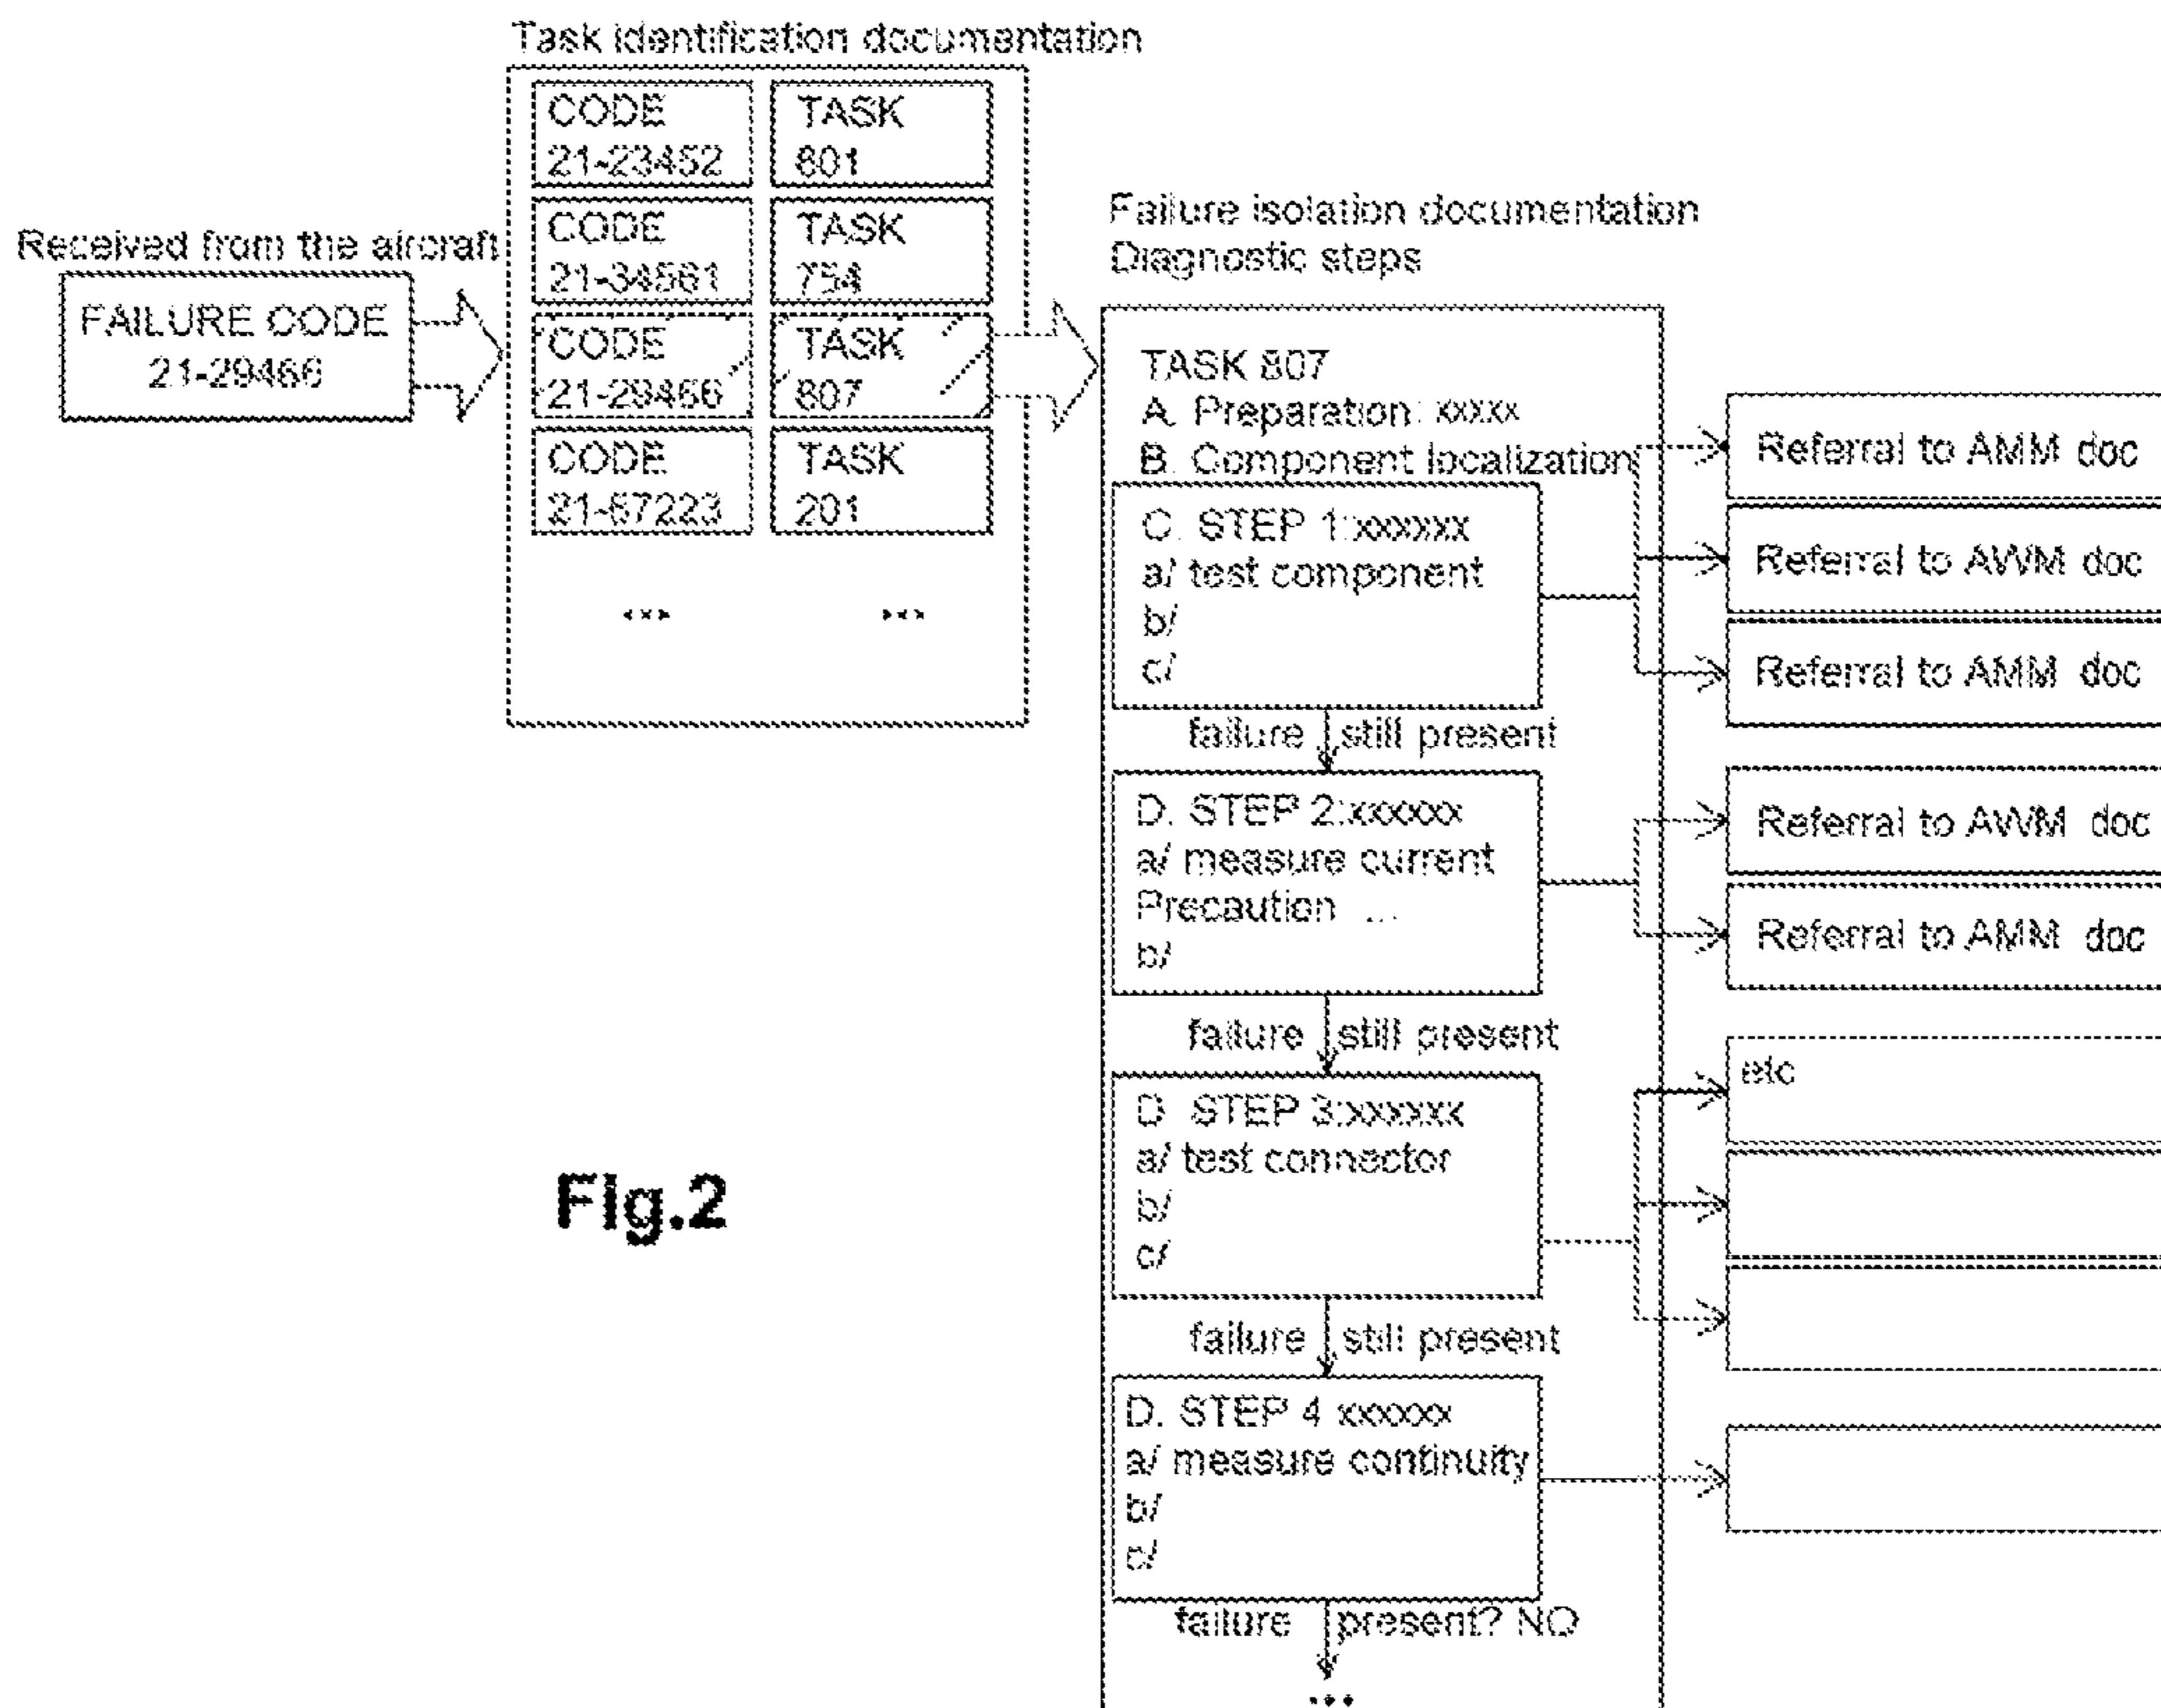 Task identification documentation
CODE
21-23452
TASK
801
CODE
21-34561
TASK
754
CODE
21-29466
TASK
807
CODE
21-67223
TASK
201
...
...
Received from the aircraft
FAILURE CODE
21-29466
Failure isolation documentation
Diagnostic steps
TASK 807
A. Preparation: xxxxx
B. Component localization
C. STEP 1:xxxxxx
a/ test component
b/
c/
failure still present
D. STEP 2:xxxxxx
a/ measure current
Precaution ...
b/
failure still present
D STEP 3:xxxxxx
a/ test connector
b/
c/
failure still present
D. STEP 4 xxxxxx
a/ measure continuity
b/
c/
failure present? NO
...
Referral to AMM doc
Referral to AWM doc
Referral to AMM doc
Referral to AWM doc
Referral to AMM doc
etc
Fig.2